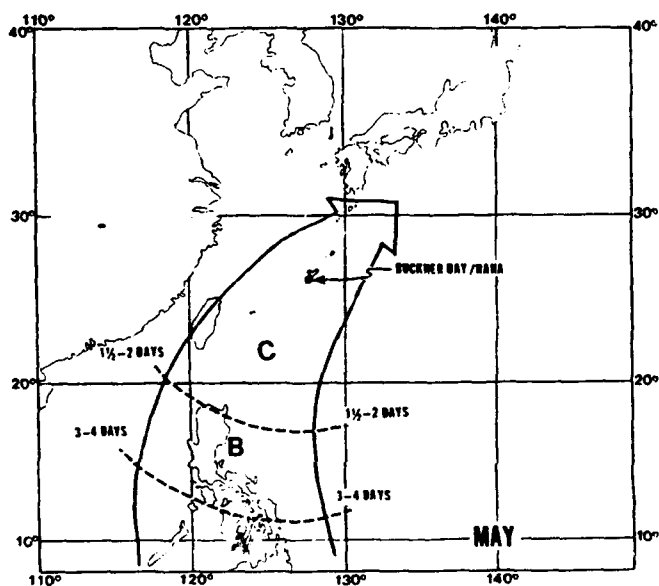 110° 120° 130° 140°
40° 40°
30° 30°
BUCKNER BAY/NAHA
C
1½-2 DAYS
20° 20°
1½-2 DAYS
3-4 DAYS
B
3-4 DAYS
10° MAY 10°
110° 120° 130° 140°